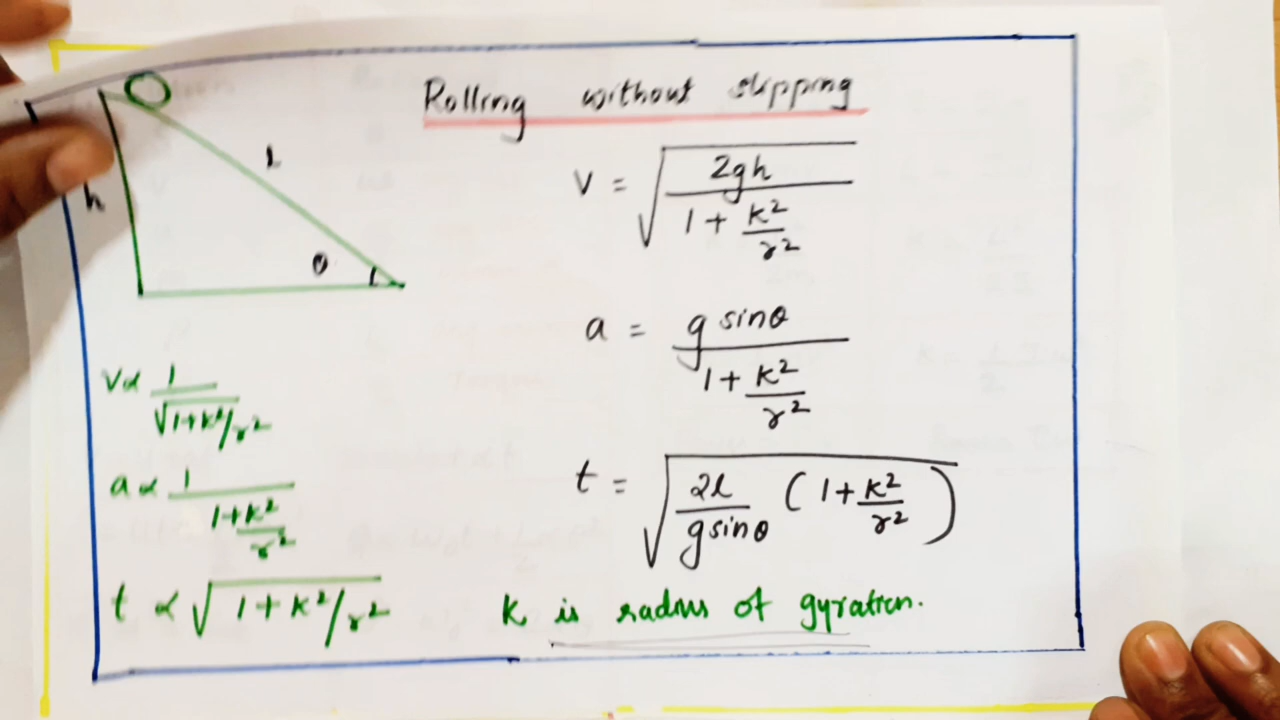 Rolling without slipping
h
l
θ
v = √(2gh / (1 + K²/r²))
a = g sinθ / (1 + K²/r²)
t = √(2l / g sinθ (1 + K²/r²))
v ∝ 1 / √(1+K²/r²)
a ∝ 1 / (1+K²/r²)
t ∝ √(1 + K²/r²)
K is radius of gyration.